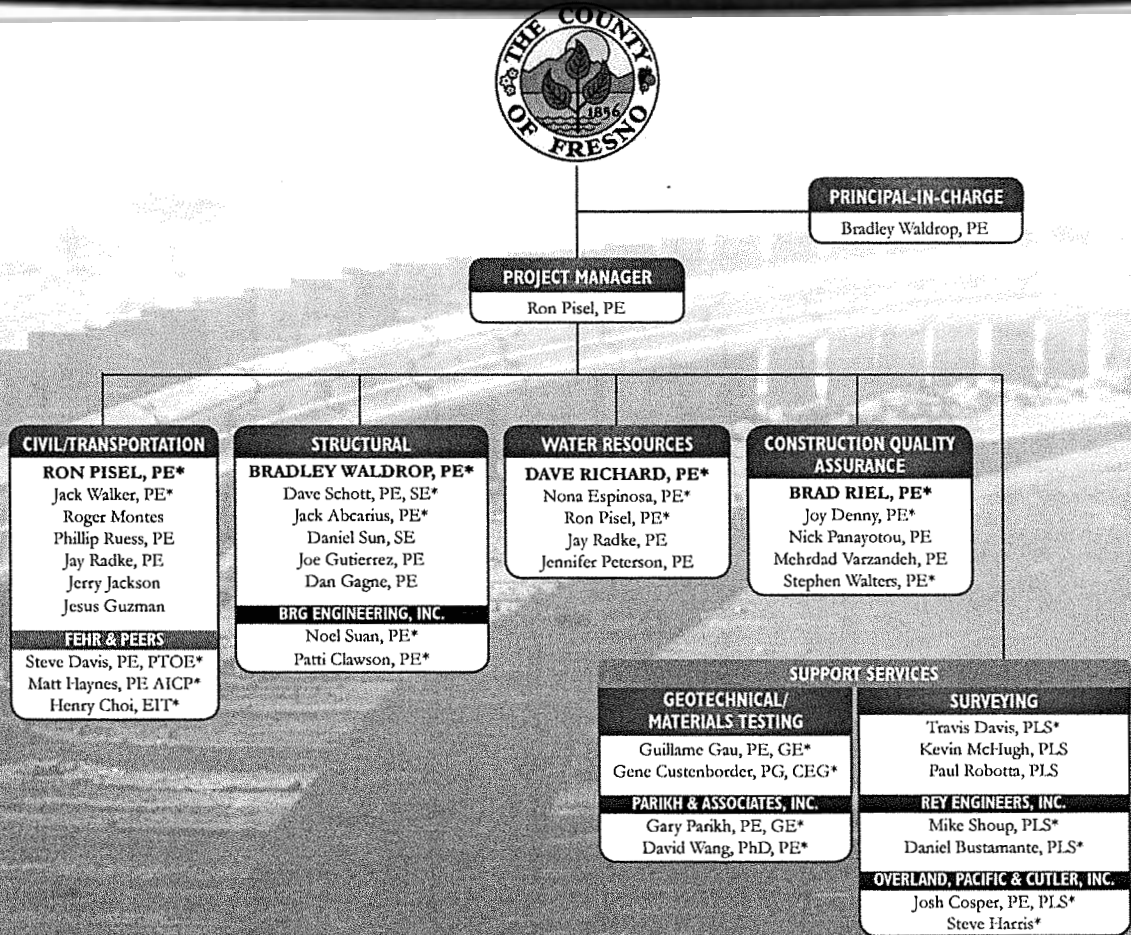 THE COUNTY OF FRESNO
1856
PRINCIPAL-IN-CHARGE
Bradley Waldrop, PE
PROJECT MANAGER
Ron Pisel, PE
CIVIL/TRANSPORTATION
RON PISEL, PE*
Jack Walker, PE*
Roger Montes
Phillip Ruess, PE
Jay Radke, PE
Jerry Jackson
Jesus Guzman
FEHR & PEERS
Steve Davis, PE, PTOE*
Matt Haynes, PE AICP*
Henry Choi, EIT*
STRUCTURAL
BRADLEY WALDROP, PE*
Dave Schott, PE, SE*
Jack Abcarius, PE*
Daniel Sun, SE
Joe Gutierrez, PE
Dan Gagne, PE
BRG ENGINEERING, INC.
Noel Suan, PE*
Patti Clawson, PE*
WATER RESOURCES
DAVE RICHARD, PE*
Nona Espinosa, PE*
Ron Pisel, PE*
Jay Radke, PE
Jennifer Peterson, PE
CONSTRUCTION QUALITY
ASSURANCE
BRAD RIEL, PE*
Joy Denny, PE*
Nick Panayotou, PE
Mehrdad Varzandeh, PE
Stephen Walters, PE*
SUPPORT SERVICES
GEOTECHNICAL/
MATERIALS TESTING
Guillame Gau, PE, GE*
Gene Custenborder, PG, CEG*
PARIKH & ASSOCIATES, INC.
Gary Parikh, PE, GE*
David Wang, PhD, PE*
SURVEYING
Travis Davis, PLS*
Kevin McHugh, PLS
Paul Robotta, PLS
REY ENGINEERS, INC.
Mike Shoup, PLS*
Daniel Bustamante, PLS*
OVERLAND, PACIFIC & CUTLER, INC.
Josh Cosper, PE, PLS*
Steve Harris*